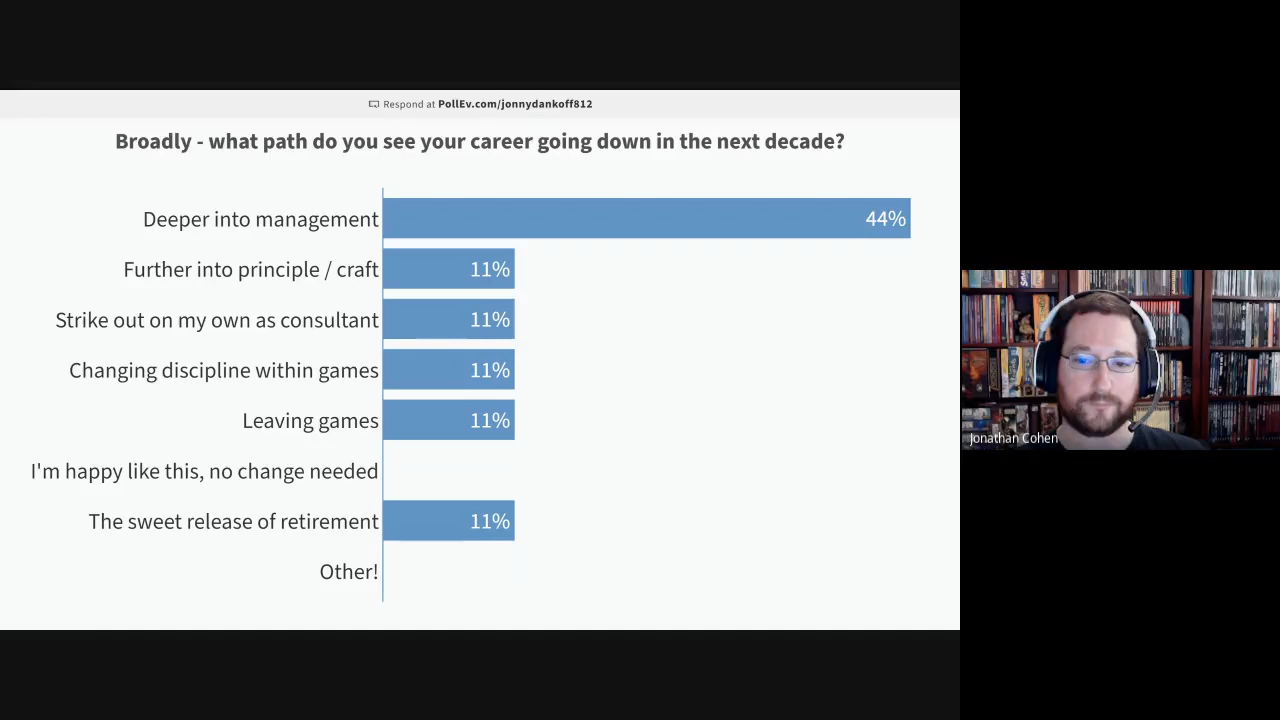 Respond at PollEv.com/jonnydankoff812
Broadly - what path do you see your career going down in the next decade?
Deeper into management
44%
Further into principle / craft
11%
Strike out on my own as consultant
11%
Changing discipline within games
11%
Leaving games
11%
I'm happy like this, no change needed
The sweet release of retirement
11%
Other!
Jonathan Cohen